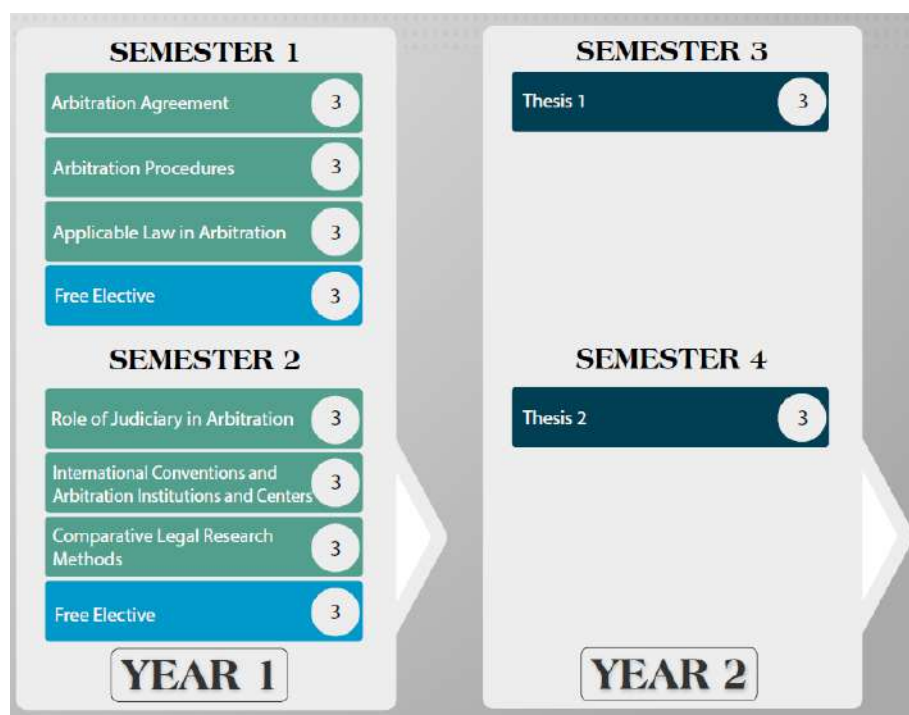 SEMESTER 1
Arbitration Agreement 3
Arbitration Procedures 3
Applicable Law in Arbitration 3
Free Elective 3
SEMESTER 2
Role of Judiciary in Arbitration 3
International Conventions and
Arbitration Institutions and Centers 3
Comparative Legal Research
Methods 3
Free Elective 3
YEAR 1
SEMESTER 3
Thesis 1 3
SEMESTER 4
Thesis 2 3
YEAR 2